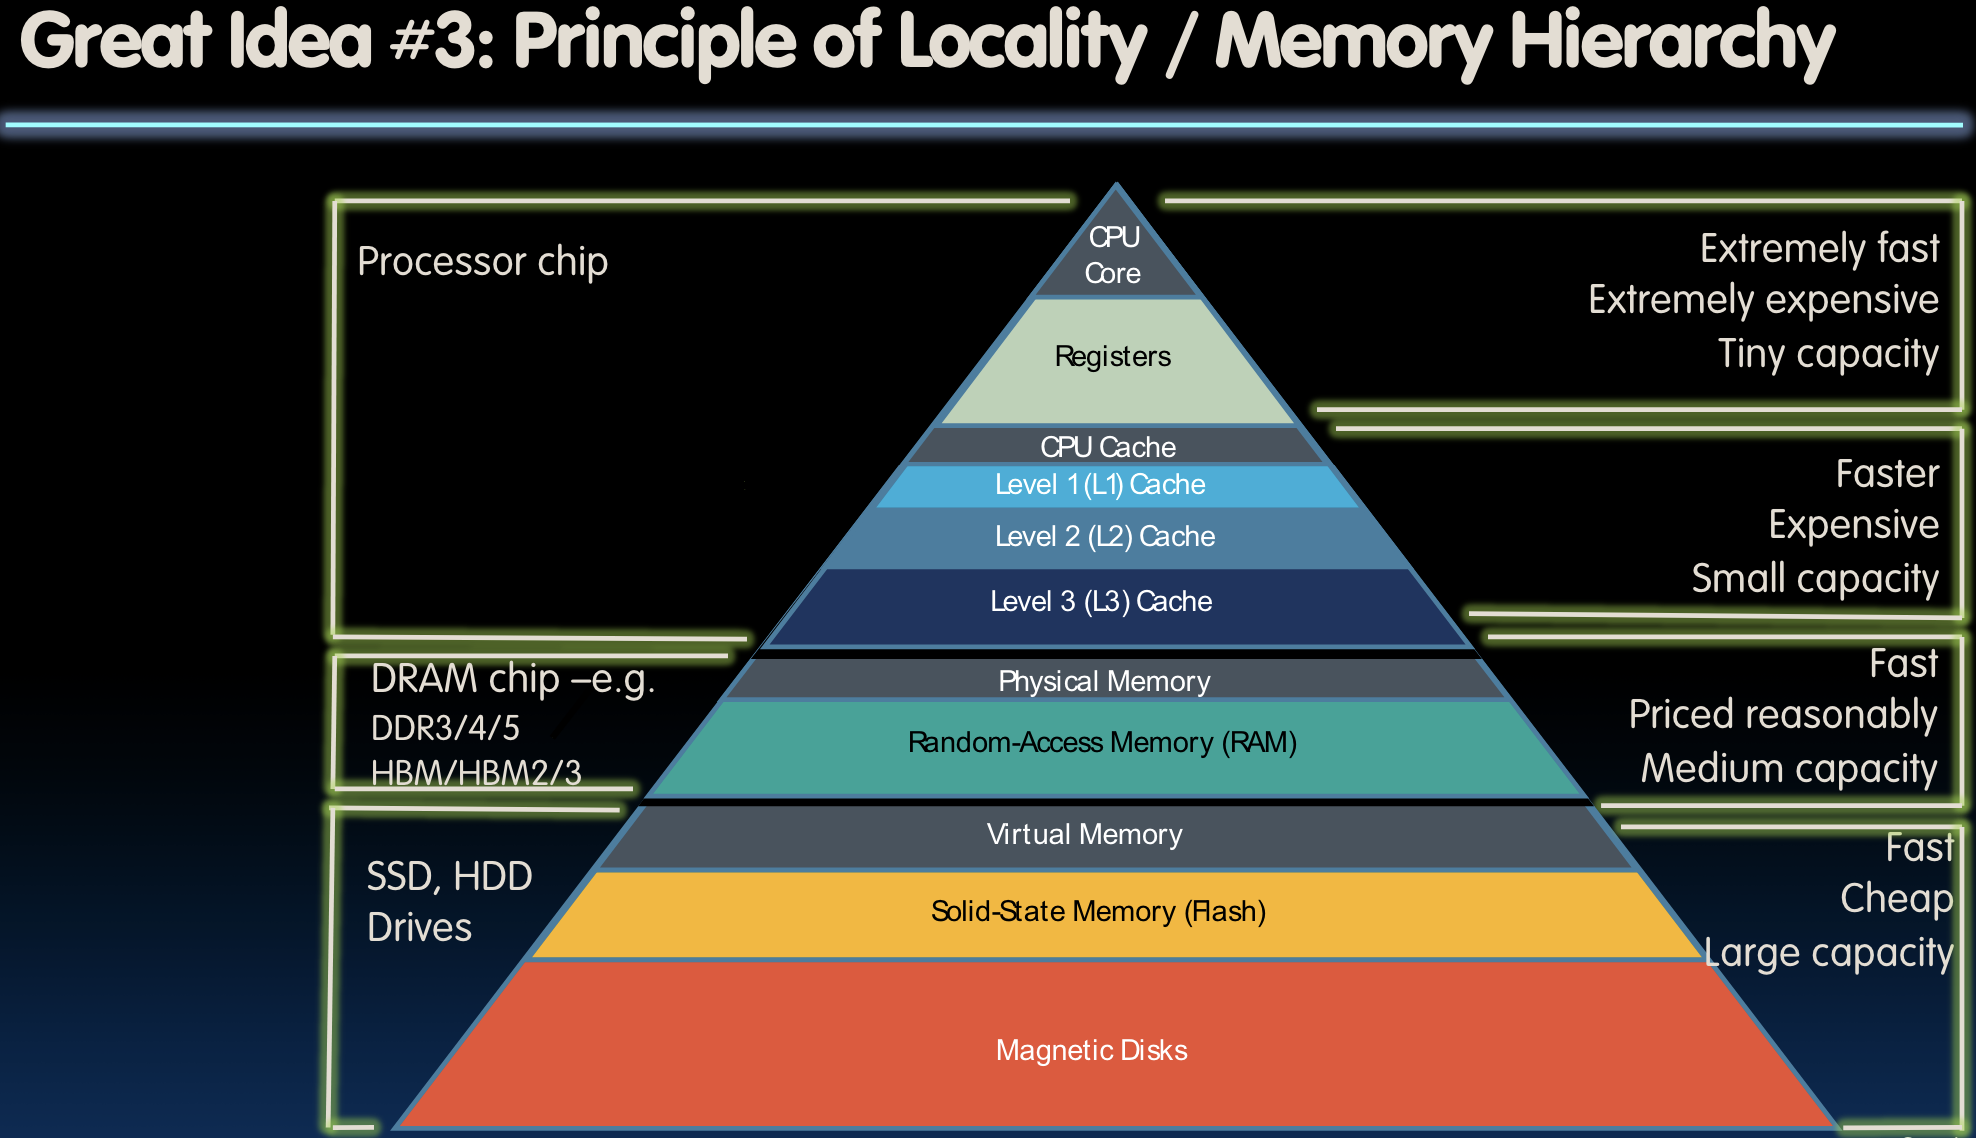 Great Idea #3: Principle of Locality / Memory Hierarchy
Processor chip
CPU
Core
Registers
CPU Cache
Level 1 (L1) Cache
Level 2 (L2) Cache
Level 3 (L3) Cache
Extremely fast
Extremely expensive
Tiny capacity
Faster
Expensive
Small capacity
DRAM chip –e.g.
DDR3/4/5
HBM/HBM2/3
Physical Memory
Random-Access Memory (RAM)
Fast
Priced reasonably
Medium capacity
SSD, HDD
Drives
Virtual Memory
Solid-State Memory (Flash)
Magnetic Disks
Fast
Cheap
Large capacity